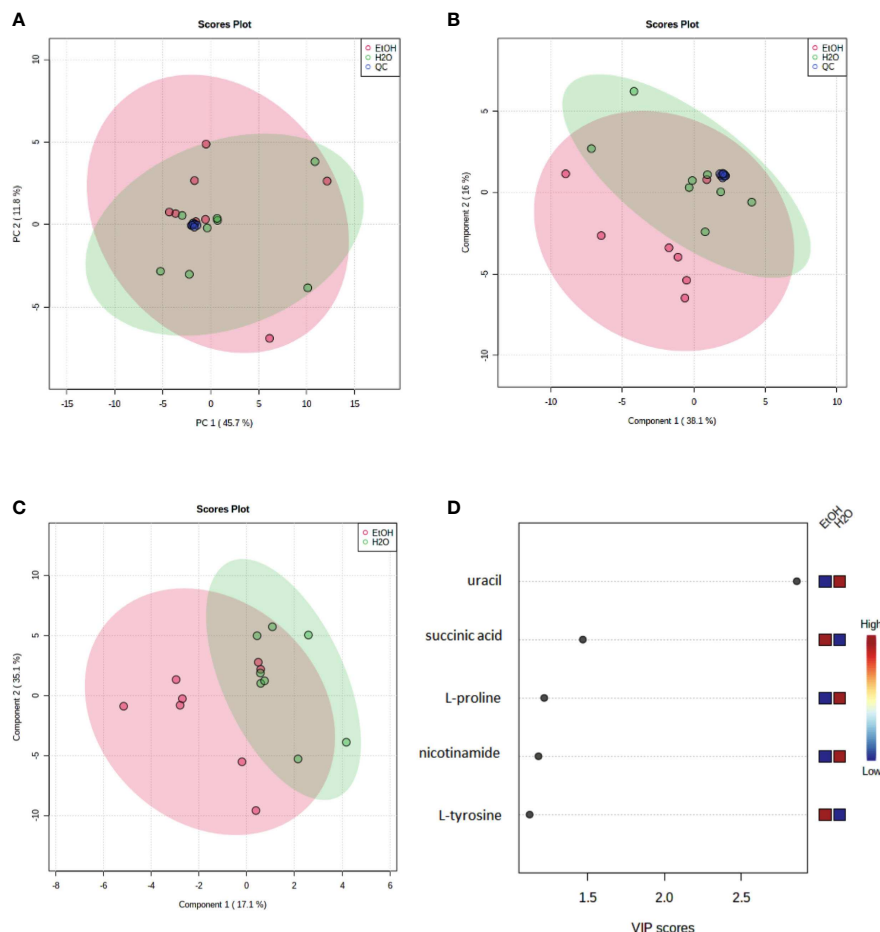 A
Scores Plot
EtOH
H2O
QC
10
5
0
-5
PC 2 ( 11.8 %)
-15 -10 -5 0 5 10 15
PC 1 ( 45.7 %)
B
Scores Plot
EtOH
H2O
QC
10
5
0
-5
-10
Component 2 ( 16 %)
-10 -5 0 5 10
Component 1 ( 38.1 %)
C
Scores Plot
EtOH
H2O
10
5
0
-5
-10
Component 2 ( 35.1 %)
-8 -6 -4 -2 0 2 4 6
Component 1 ( 17.1 %)
D
EtOH
H2O
uracil
succinic acid
L-proline
nicotinamide
L-tyrosine
High
Low
1.5 2.0 2.5
VIP scores